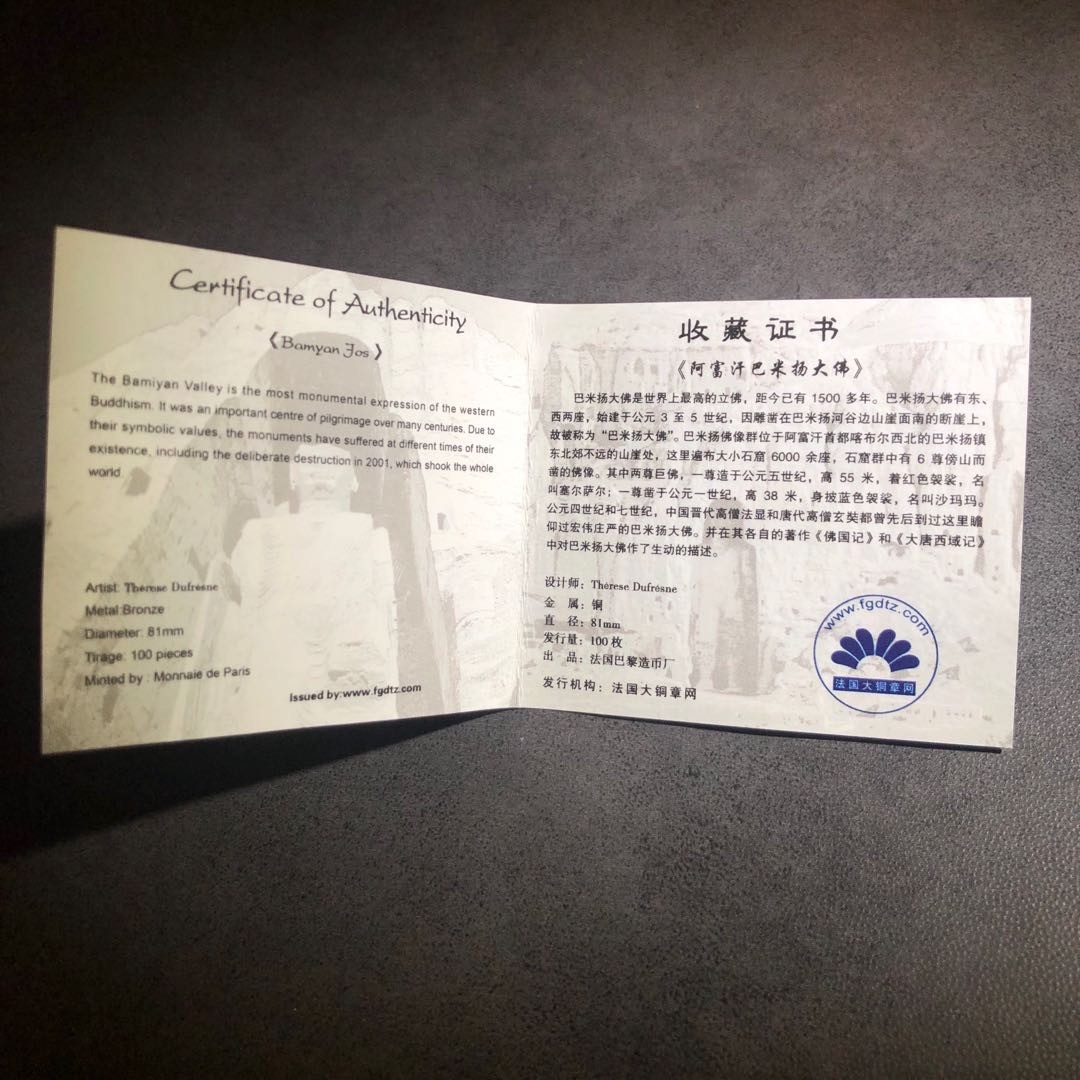 Certificate of Authenticity
《Bamyan Jos》
The Bamiyan Valley is the most monumental expression of the western
Buddhism. It was an important centre of pilgrimage over many centuries. Due to
their symbolic values, the monuments have suffered at different times of their
existence, including the deliberate destruction in 2001, which shook the whole
world
Artist: Thérese Dufresne
Metal:Bronze
Diameter: 81mm
Tirage: 100 pieces
Minted by : Monnaie de Paris
Issued by:www.fgdtz.com
收藏证书
《阿富汗巴米扬大佛》
巴米扬大佛是世界上最高的立佛，距今已有 1500 多年。巴米扬大佛有东、
西两座，始建于公元 3 至 5 世纪，因雕凿在巴米扬河谷边山崖面南的断崖上，
故被称为“巴米扬大佛”。巴米扬佛像群位于阿富汗首都喀布尔西北的巴米扬镇
东北郊不远的山崖处，这里遍布大小石窟 6000 余座，石窟群中有 6 尊傍山而
凿的佛像。其中两尊巨佛，一尊造于公元五世纪，高 55 米，着红色袈裟，名
叫塞尔萨尔；一尊凿于公元一世纪，高 38 米，身披蓝色袈裟，名叫沙玛玛。
公元四世纪和七世纪，中国晋代高僧法显和唐代高僧玄奘都曾先后到过这里瞻
仰过宏伟庄严的巴米扬大佛。并在其各自的著作《佛国记》和《大唐西域记》
中对巴米扬大佛作了生动的描述。
设计师：Thérese Dufrésne
金 属：铜
直 径：81mm
发行量：100 枚
出 品：法国巴黎造币厂
发行机构：法国大铜章网
www.fgdtz.com
法国大铜章网